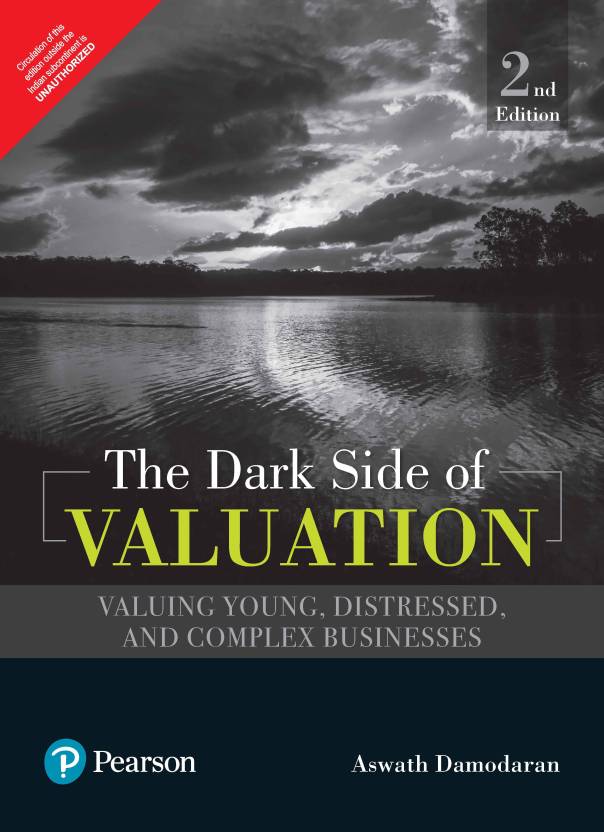 Circulation of this
edition outside the
Indian subcontinent is
UNAUTHORIZED
2nd
Edition
The Dark Side of
VALUATION
VALUING YOUNG, DISTRESSED,
AND COMPLEX BUSINESSES
Pearson
Aswath Damodaran